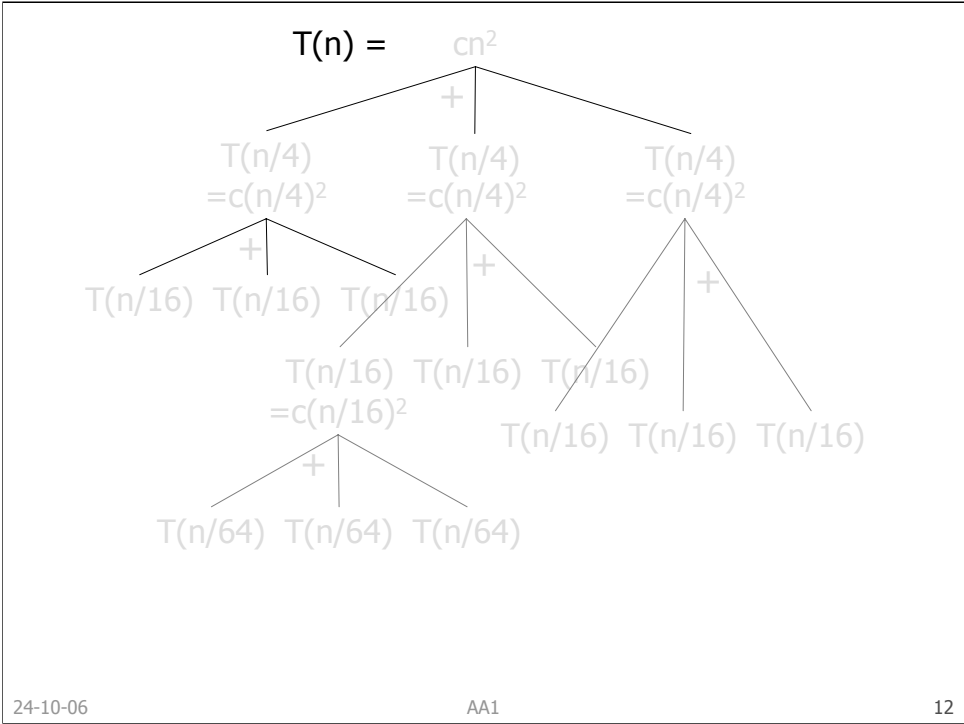 T(n) = cn²
+
T(n/4) T(n/4) T(n/4)
=c(n/4)² =c(n/4)² =c(n/4)²
+ + +
T(n/16) T(n/16) T(n/16)
T(n/16) T(n/16) T(n/16)
=c(n/16)²
T(n/16) T(n/16) T(n/16)
+
T(n/64) T(n/64) T(n/64)
24-10-06 AA1 12